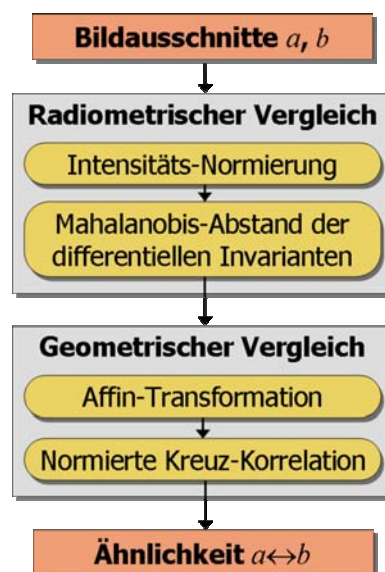 Bildausschnitte a, b
Radiometrischer Vergleich
Intensitäts-Normierung
Mahalanobis-Abstand der
differentiellen Invarianten
Geometrischer Vergleich
Affin-Transformation
Normierte Kreuz-Korrelation
Ähnlichkeit a↔b